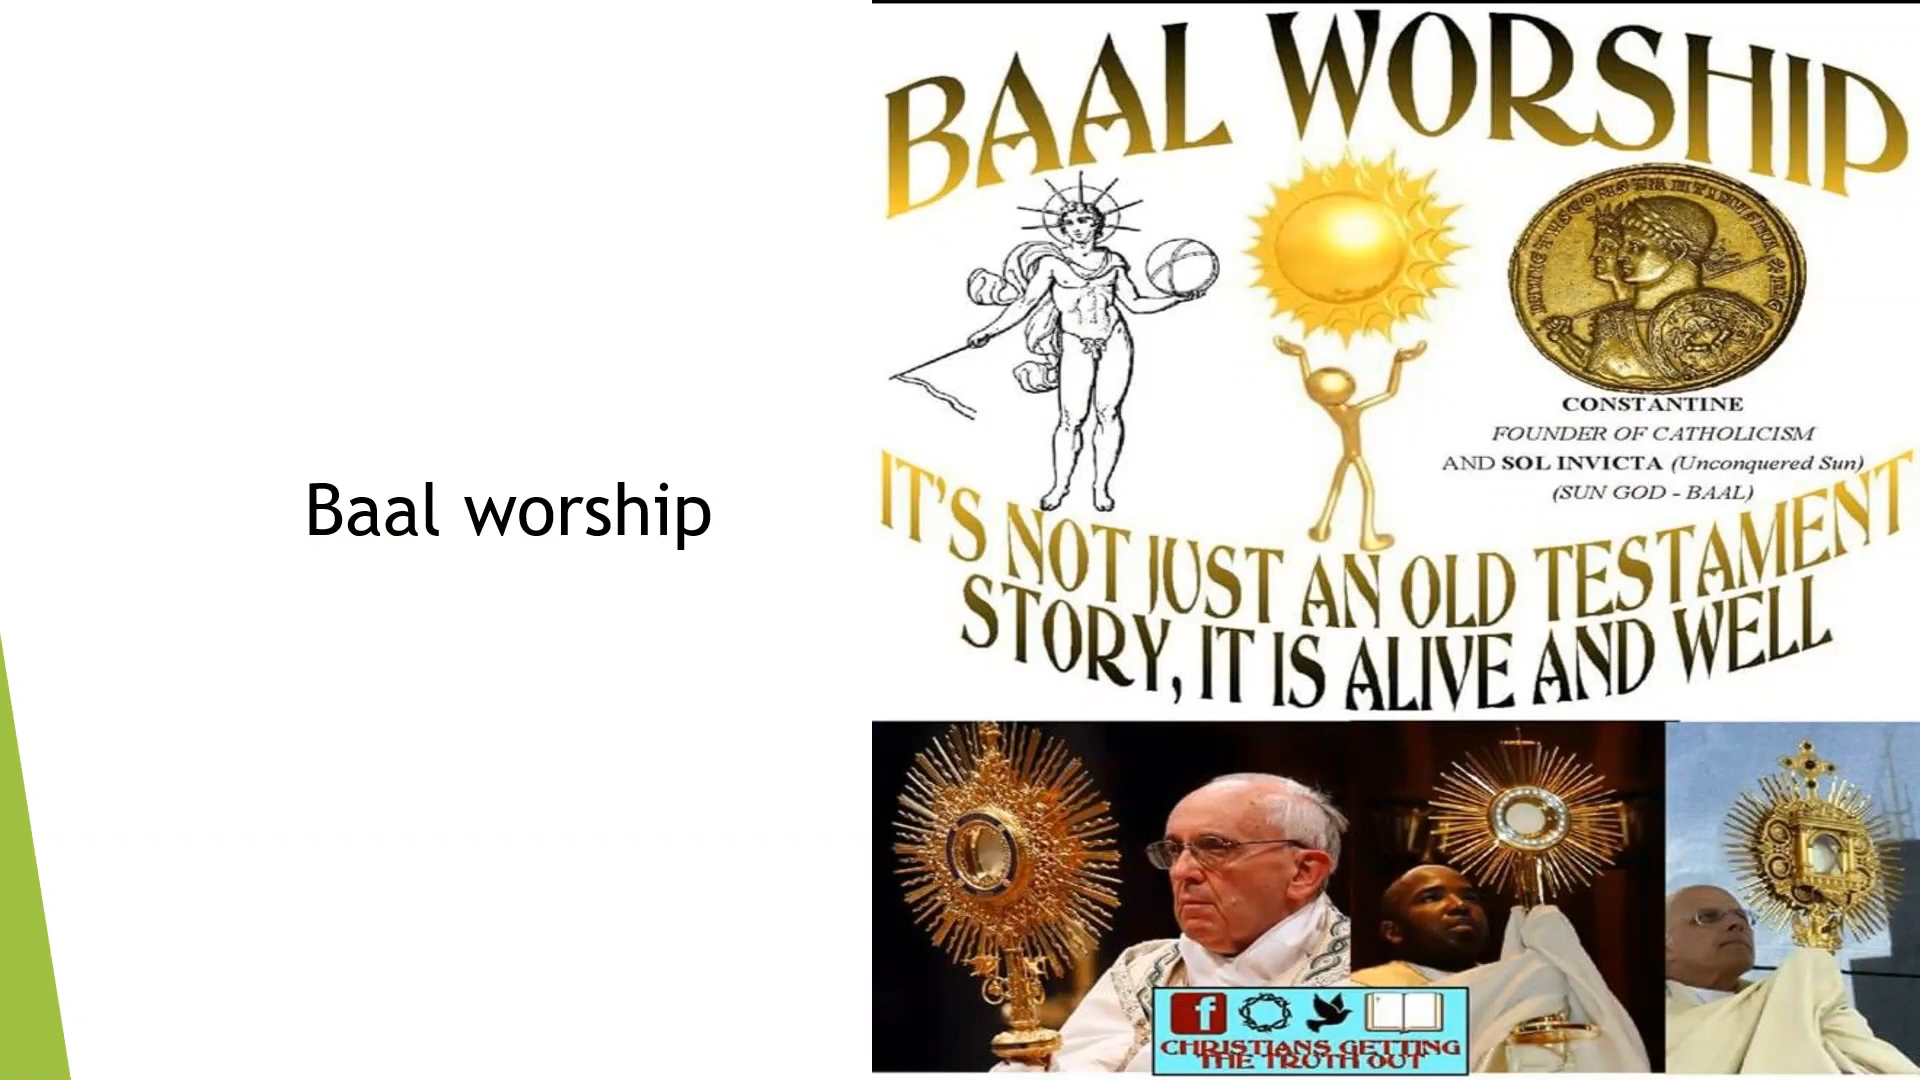 Baal worship
BAAL WORSHIP
CONSTANTINE
FOUNDER OF CATHOLICISM
AND SOL INVICTA (Unconquered Sun)
(SUN GOD - BAAL)
IT'S NOT JUST AN OLD TESTAMENT
STORY, IT IS ALIVE AND WELL
f
CHRISTIANS GETTING
THE TRUTH OUT